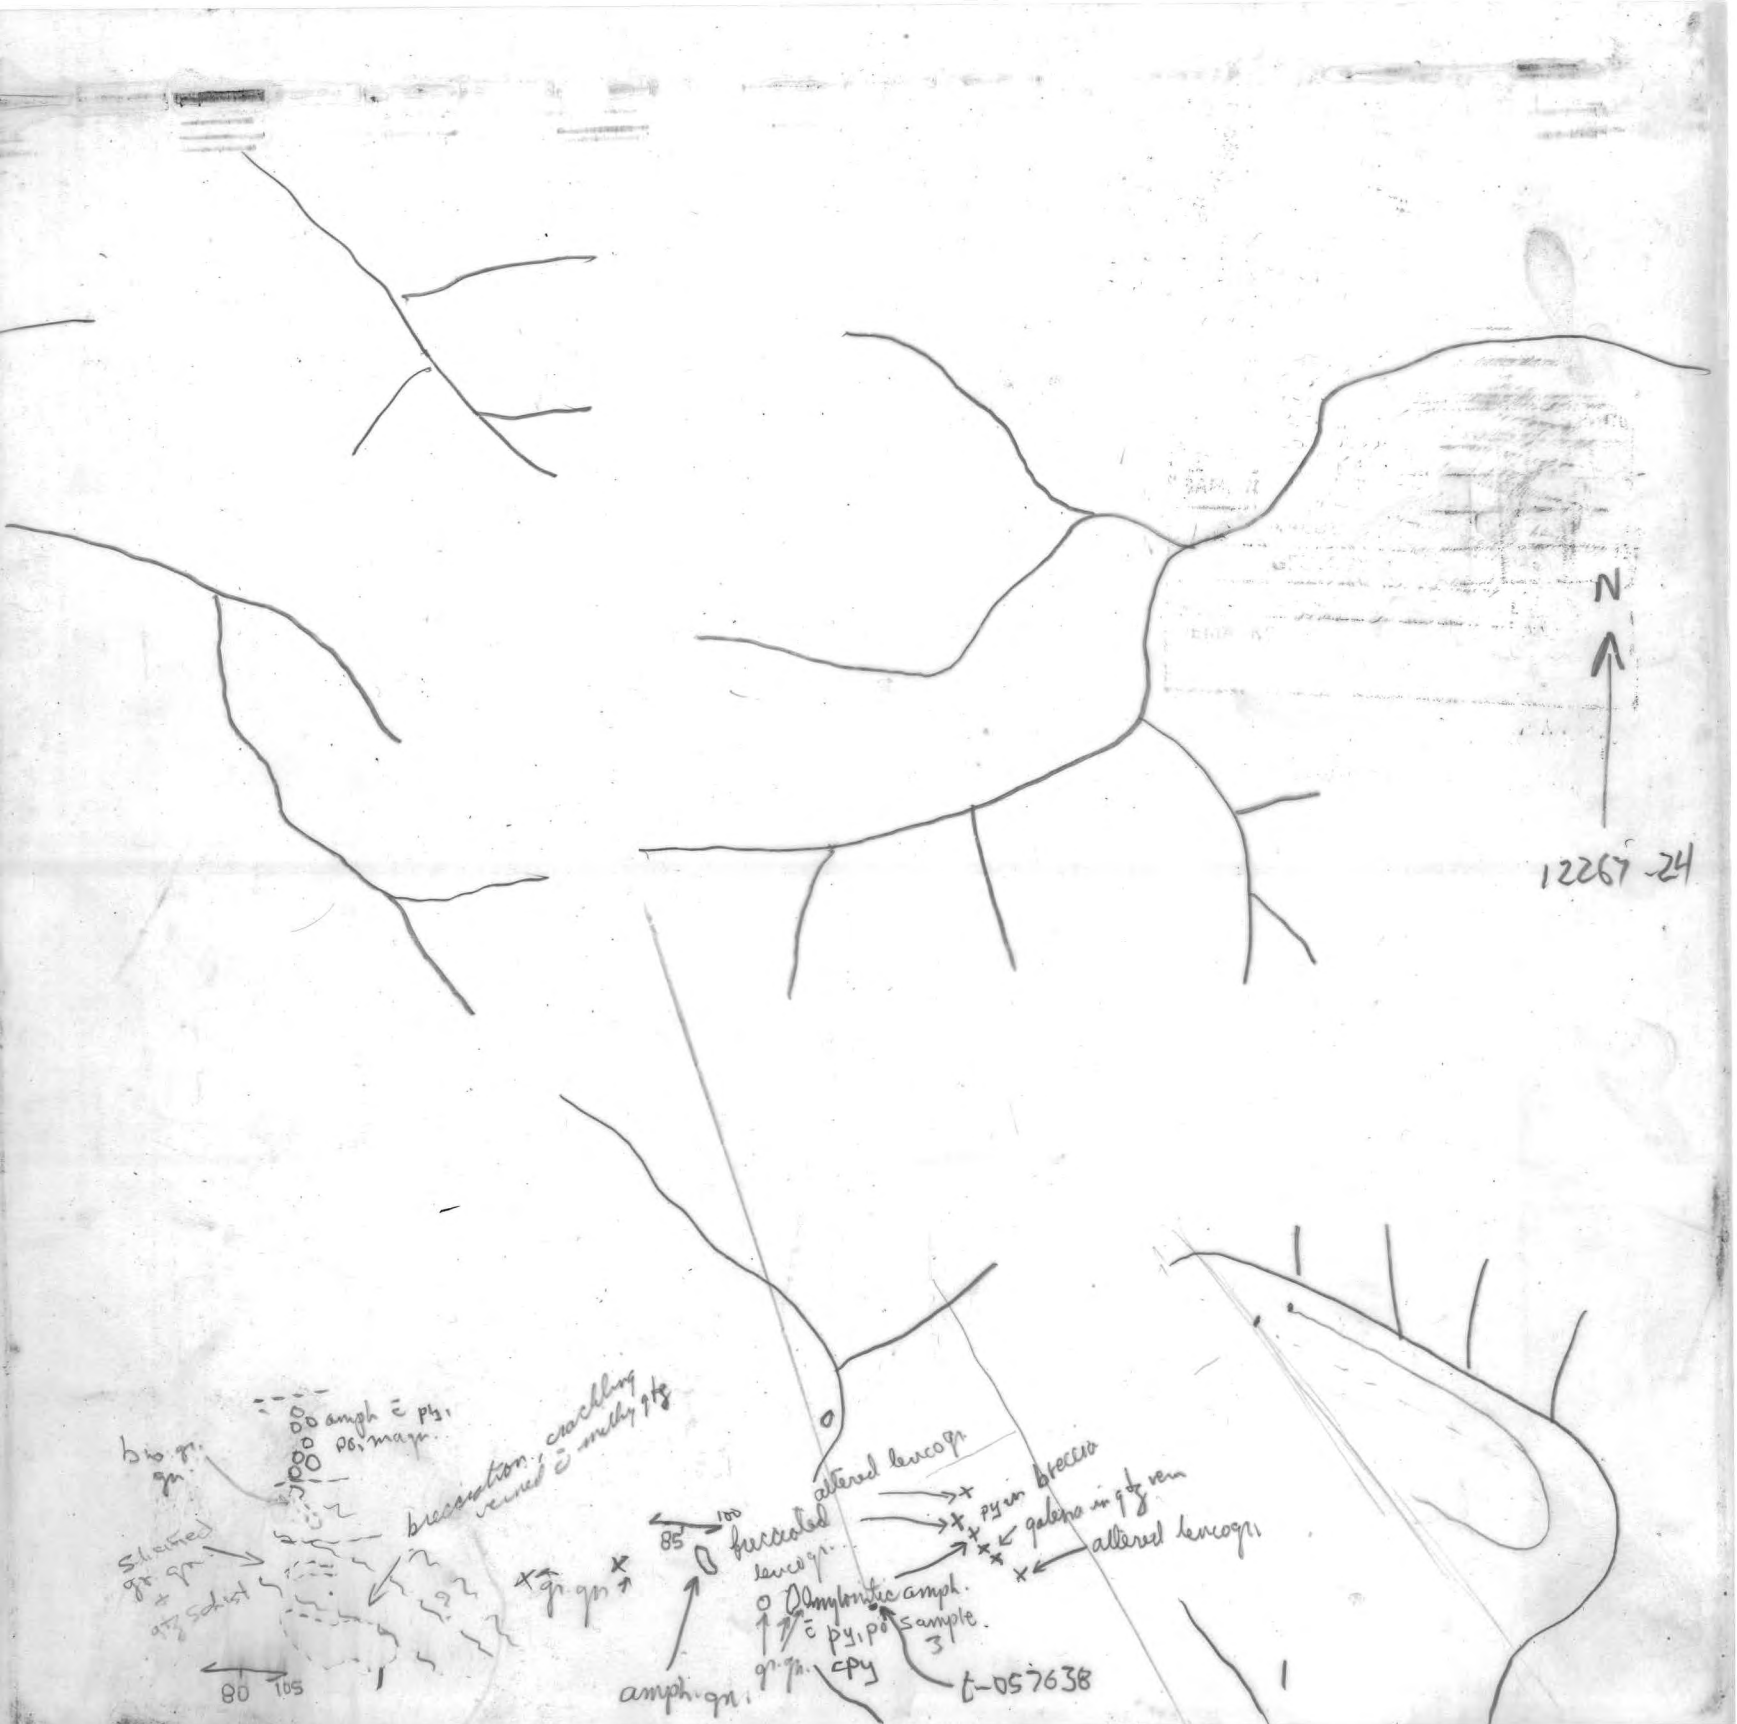 N
12267-24
amph c̄ py,
po, magn.
bio gr.
gn.
brecciation, crackling
veined c̄ milky qtz
altered leucogr.
py in breccia
galena in qtz vein
altered leucogr.
100
85
brecciated
leucogr.
Sheared
gr. gn.
+
qtz schist
gr. gn.
mylonitic amph.
c̄ py, po
cpy
sample
3
gr. gn.
amph. gn.
t-057638
80 105